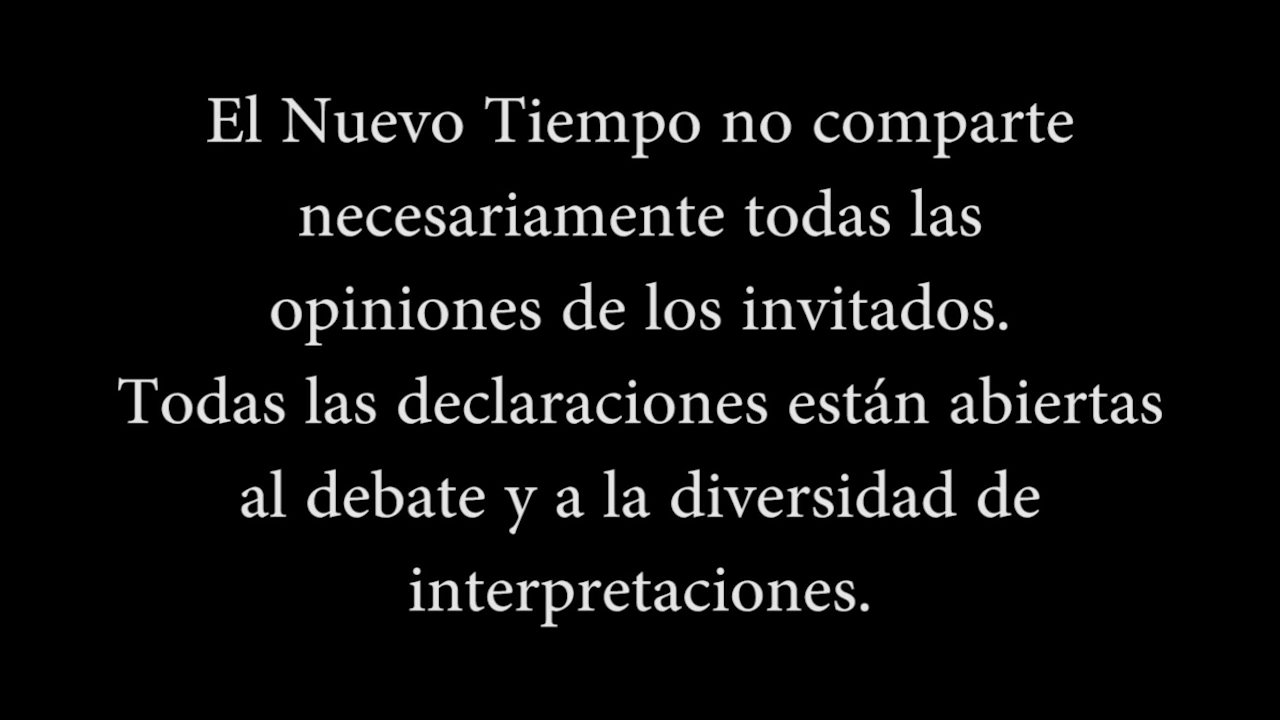 El Nuevo Tiempo no comparte
necesariamente todas las
opiniones de los invitados.
Todas las declaraciones están abiertas
al debate y a la diversidad de
interpretaciones.